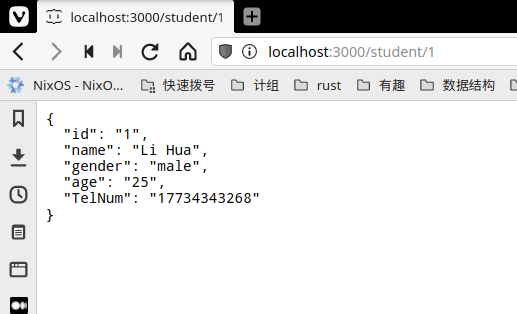 localhost:3000/student/1
localhost:3000/student/1
NixOS - NixO… 快速拨号 计组 rust 有趣 数据结构
{
  "id": "1",
  "name": "Li Hua",
  "gender": "male",
  "age": "25",
  "TelNum": "17734343268"
}